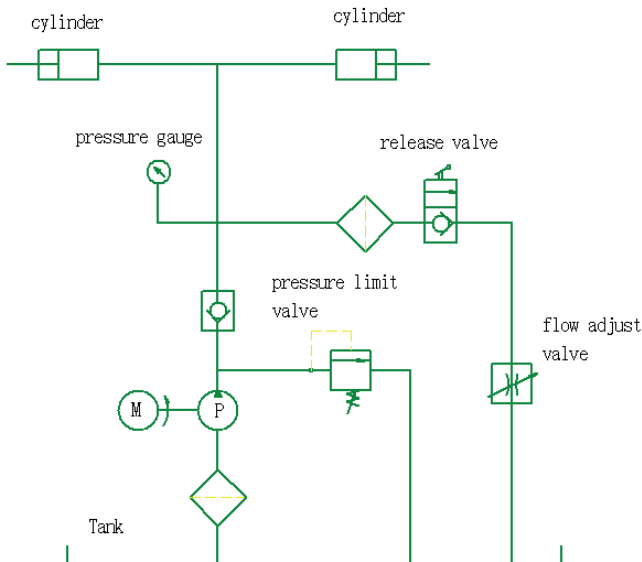 cylinder
cylinder
pressure gauge
release valve
pressure limit
valve
flow adjust
valve
M
P
Tank